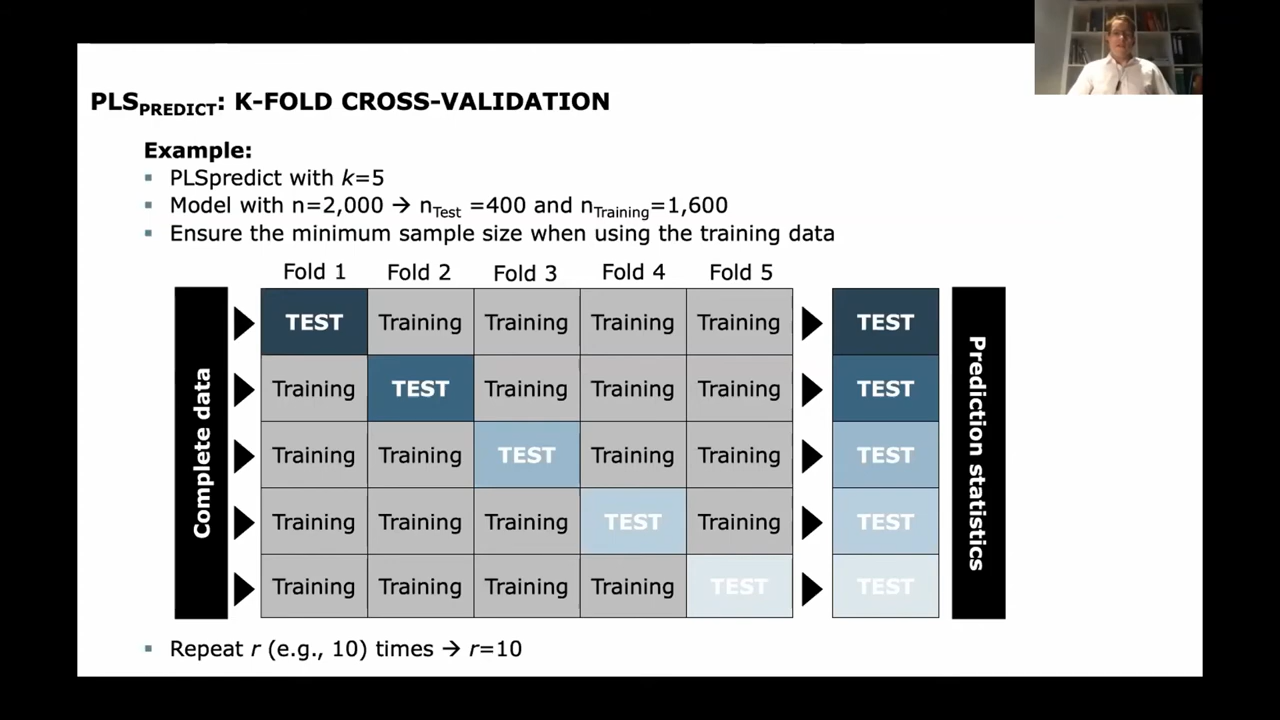 PLSPREDICT: K-FOLD CROSS-VALIDATION
Example:
▪ PLSpredict with k=5
▪ Model with n=2,000 → nTest =400 and nTraining=1,600
▪ Ensure the minimum sample size when using the training data
Fold 1 Fold 2 Fold 3 Fold 4 Fold 5
Complete data
TEST Training Training Training Training TEST
Training TEST Training Training Training TEST
Training Training TEST Training Training TEST
Training Training Training TEST Training TEST
Training Training Training Training TEST TEST
Prediction statistics
▪ Repeat r (e.g., 10) times → r=10